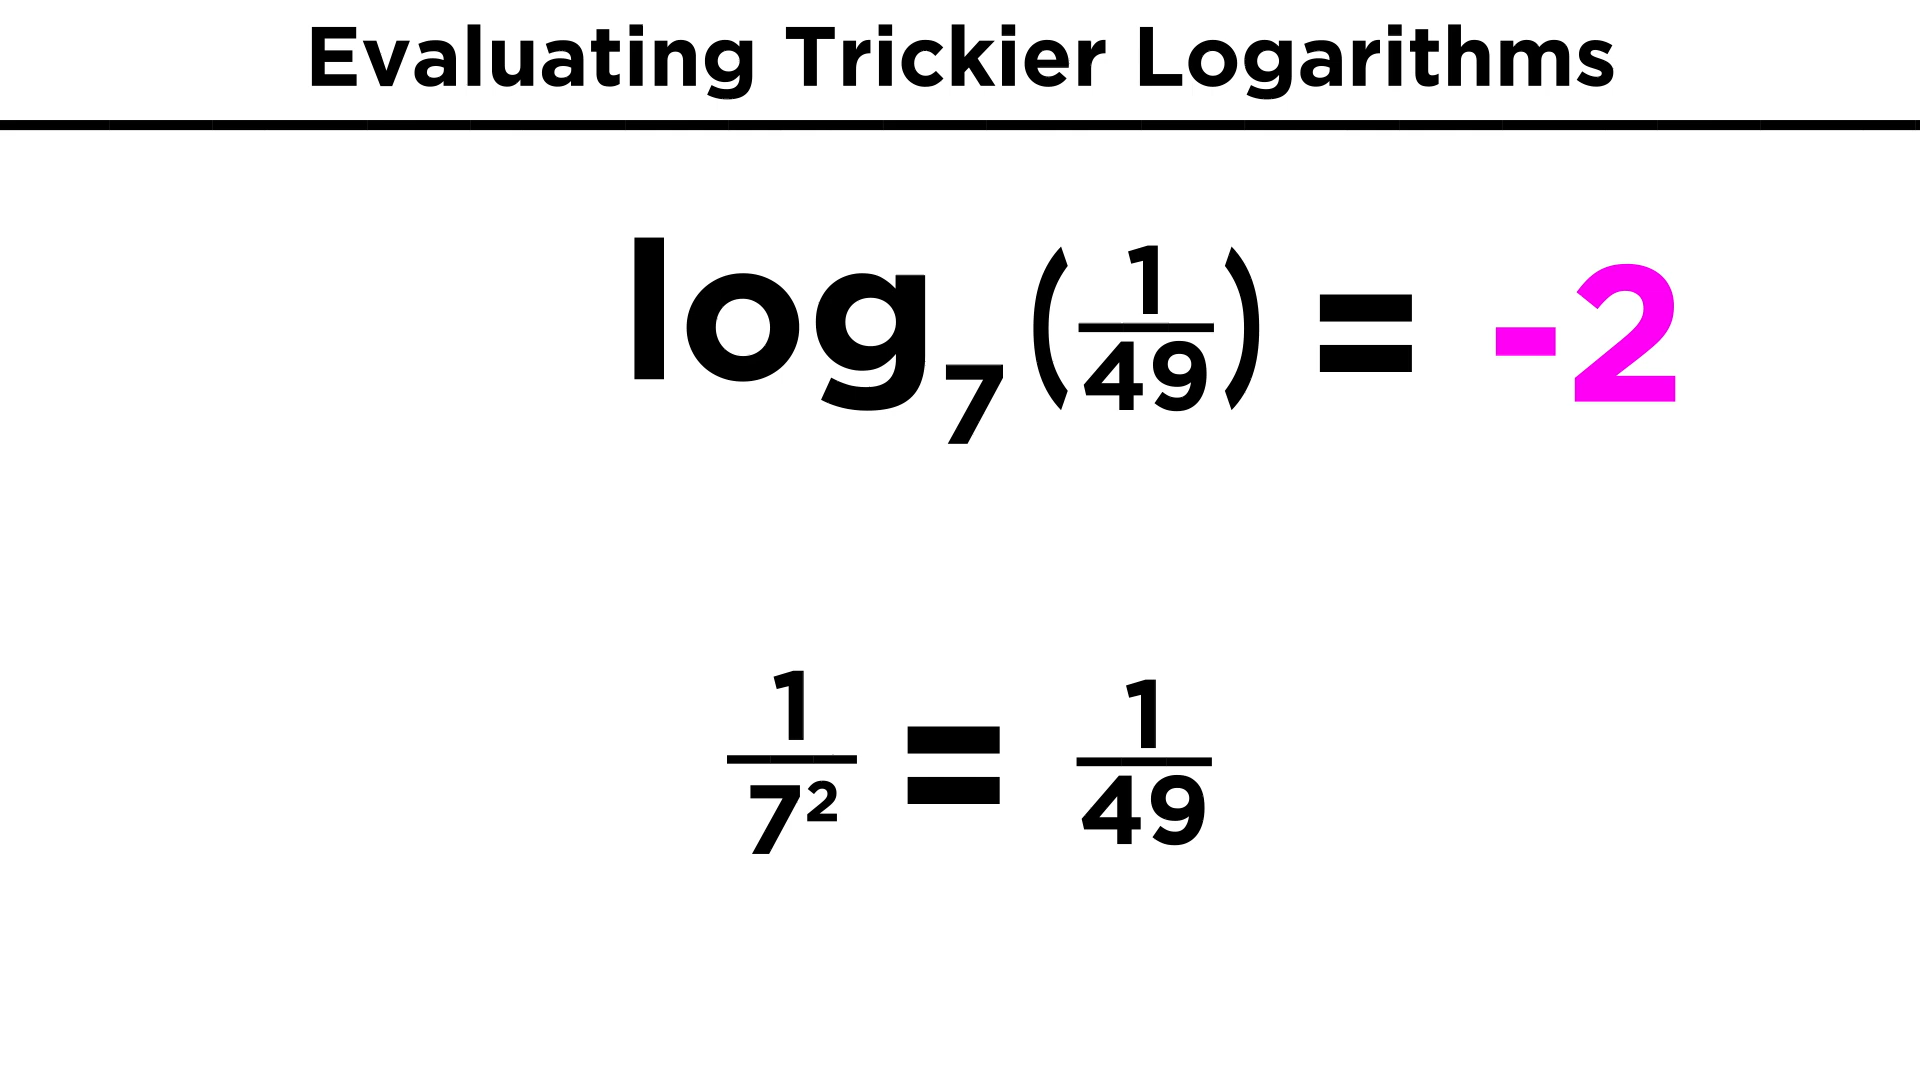 Evaluating Trickier Logarithms
log₇(1/49) = -2
1/7² = 1/49